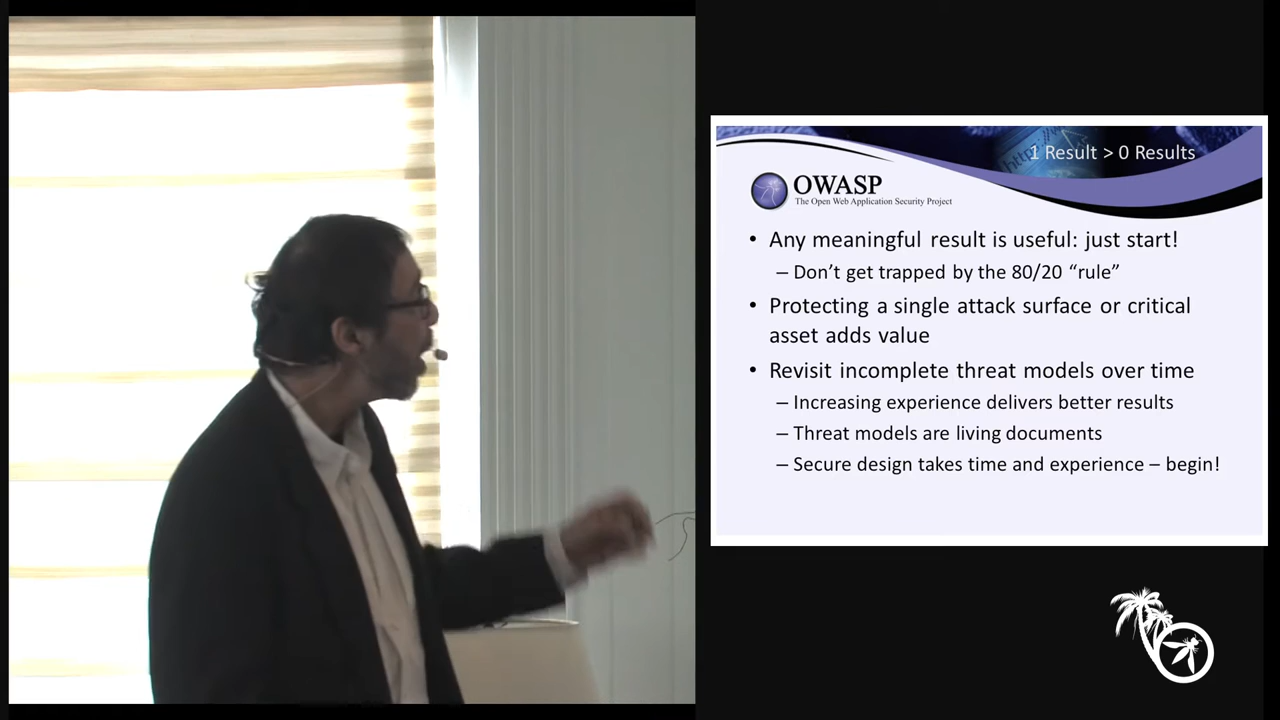 1 Result > 0 Results
http:
OWASP
The Open Web Application Security Project
• Any meaningful result is useful: just start!
– Don’t get trapped by the 80/20 “rule”
• Protecting a single attack surface or critical
asset adds value
• Revisit incomplete threat models over time
– Increasing experience delivers better results
– Threat models are living documents
– Secure design takes time and experience – begin!